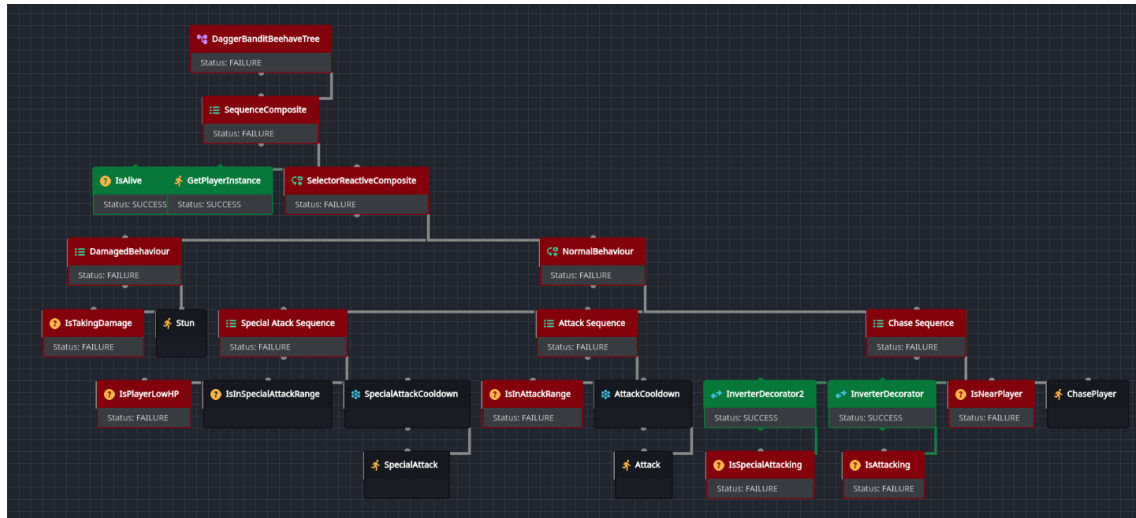 DaggerBanditBeehaveTree
Status: FAILURE
SequenceComposite
Status: FAILURE
IsAlive
Status: SUCCESS
GetPlayerInstance
Status: SUCCESS
SelectorReactiveComposite
Status: FAILURE
DamagedBehaviour
Status: FAILURE
NormalBehaviour
Status: FAILURE
IsTakingDamage
Status: FAILURE
Stun
Special Atack Sequence
Status: FAILURE
Attack Sequence
Status: FAILURE
Chase Sequence
Status: FAILURE
IsPlayerLowHP
Status: FAILURE
IsInSpecialAttackRange
SpecialAttackCooldown
IsInAttackRange
Status: FAILURE
AttackCooldown
InverterDecorator2
Status: SUCCESS
InverterDecorator
Status: SUCCESS
IsNearPlayer
Status: FAILURE
ChasePlayer
SpecialAttack
Attack
IsSpecialAttacking
Status: FAILURE
IsAttacking
Status: FAILURE